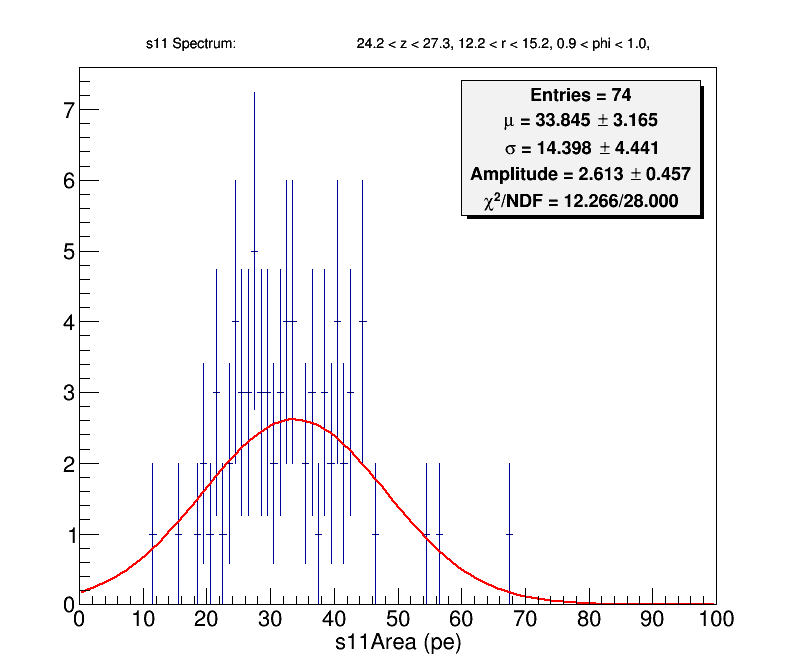 s11 Spectrum: 24.2 < z < 27.3, 12.2 < r < 15.2, 0.9 < phi < 1.0,
Entries = 74
μ = 33.845 ± 3.165
σ = 14.398 ± 4.441
Amplitude = 2.613 ± 0.457
χ²/NDF = 12.266/28.000
7
6
5
4
3
2
1
0
0 10 20 30 40 50 60 70 80 90 100
s11Area (pe)